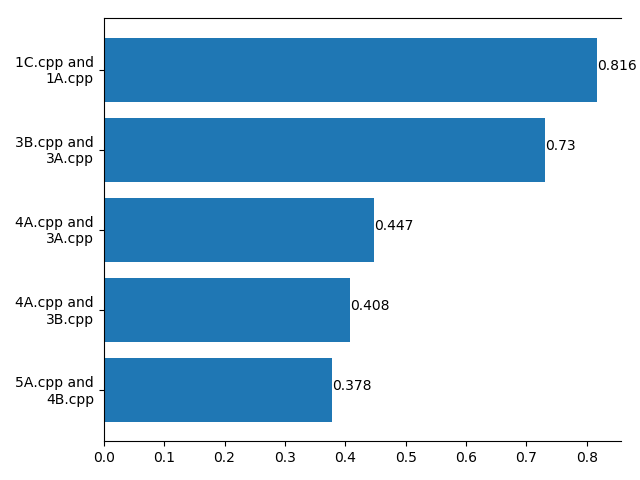 1C.cpp and
1A.cpp
0.816
3B.cpp and
3A.cpp
0.73
4A.cpp and
3A.cpp
0.447
4A.cpp and
3B.cpp
0.408
5A.cpp and
4B.cpp
0.378
0.0 0.1 0.2 0.3 0.4 0.5 0.6 0.7 0.8